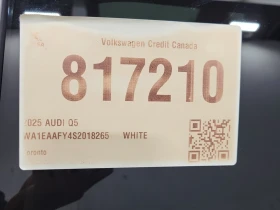 Volkswagen Credit Canada
817210
2025 AUDI Q5
WA1EAAFY4S2018265 WHITE
Toronto